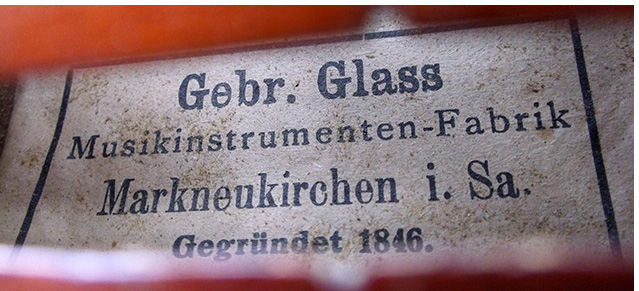 Gebr. Glass
Musikinstrumenten-Fabrik
Markneukirchen i. Sa.
Gegründet 1846.